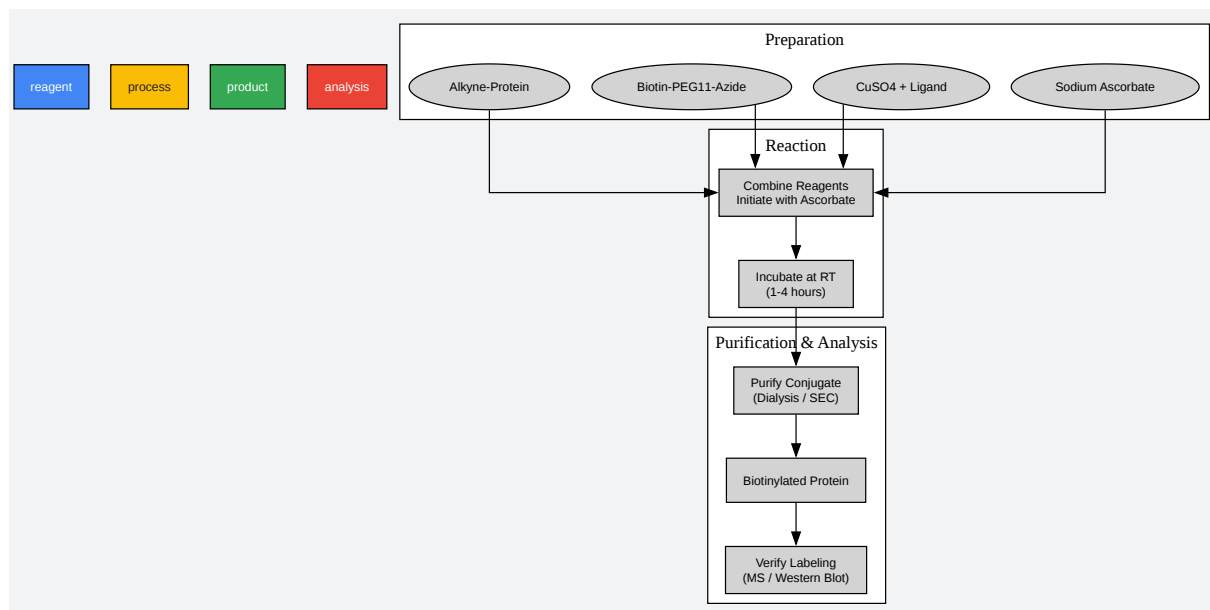 Preparation
reagent
process
product
analysis
Alkyne-Protein
Biotin-PEG11-Azide
CuSO4 + Ligand
Sodium Ascorbate
Reaction
Combine Reagents
Initiate with Ascorbate
Incubate at RT
(1-4 hours)
Purification & Analysis
Purify Conjugate
(Dialysis / SEC)
Biotinylated Protein
Verify Labeling
(MS / Western Blot)